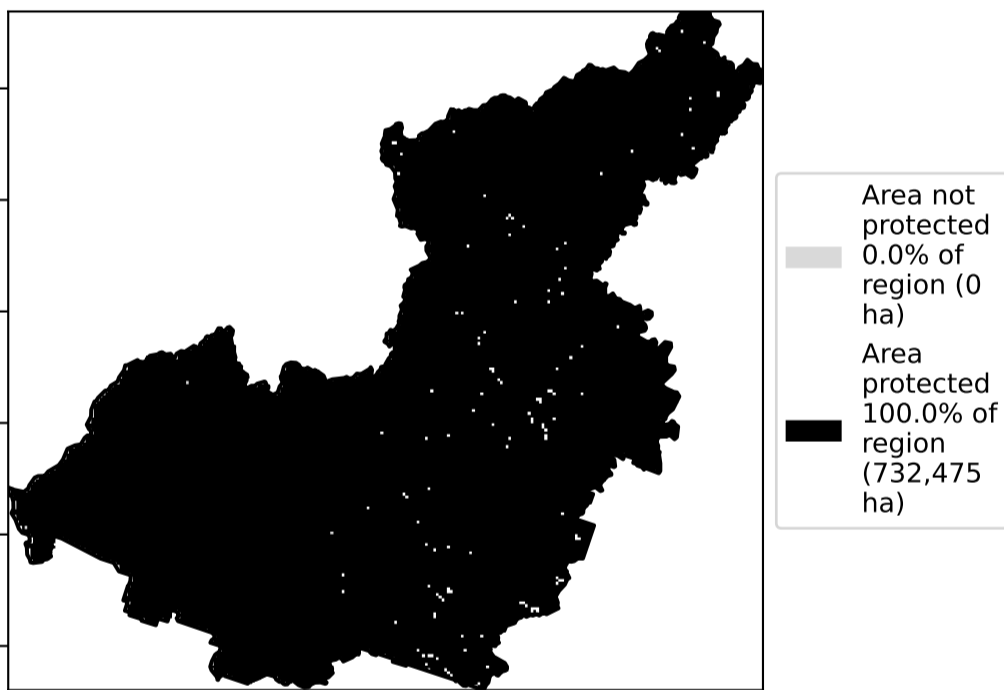 Area not
protected
0.0% of
region (0
ha)
Area
protected
100.0% of
region
(732,475
ha)